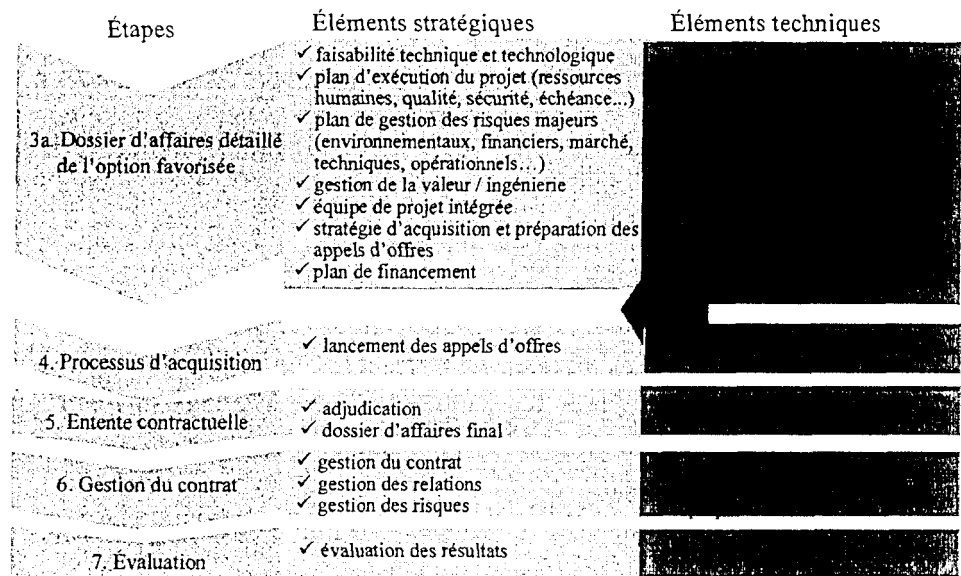 Étapes
Éléments stratégiques
Éléments techniques
3a. Dossier d'affaires détaillé
de l'option favorisée
✓ faisabilité technique et technologique
✓ plan d'exécution du projet (ressources
humaines, qualité, sécurité, échéance...)
✓ plan de gestion des risques majeurs
(environnementaux, financiers, marché,
techniques, opérationnels…)
✓ gestion de la valeur / ingénierie
✓ équipe de projet intégrée
✓ stratégie d'acquisition et préparation des
appels d'offres
✓ plan de financement
4. Processus d'acquisition
✓ lancement des appels d'offres
5. Entente contractuelle
✓ adjudication
✓ dossier d'affaires final
6. Gestion du contrat
✓ gestion du contrat
✓ gestion des relations
✓ gestion des risques
7. Évaluation
✓ évaluation des résultats